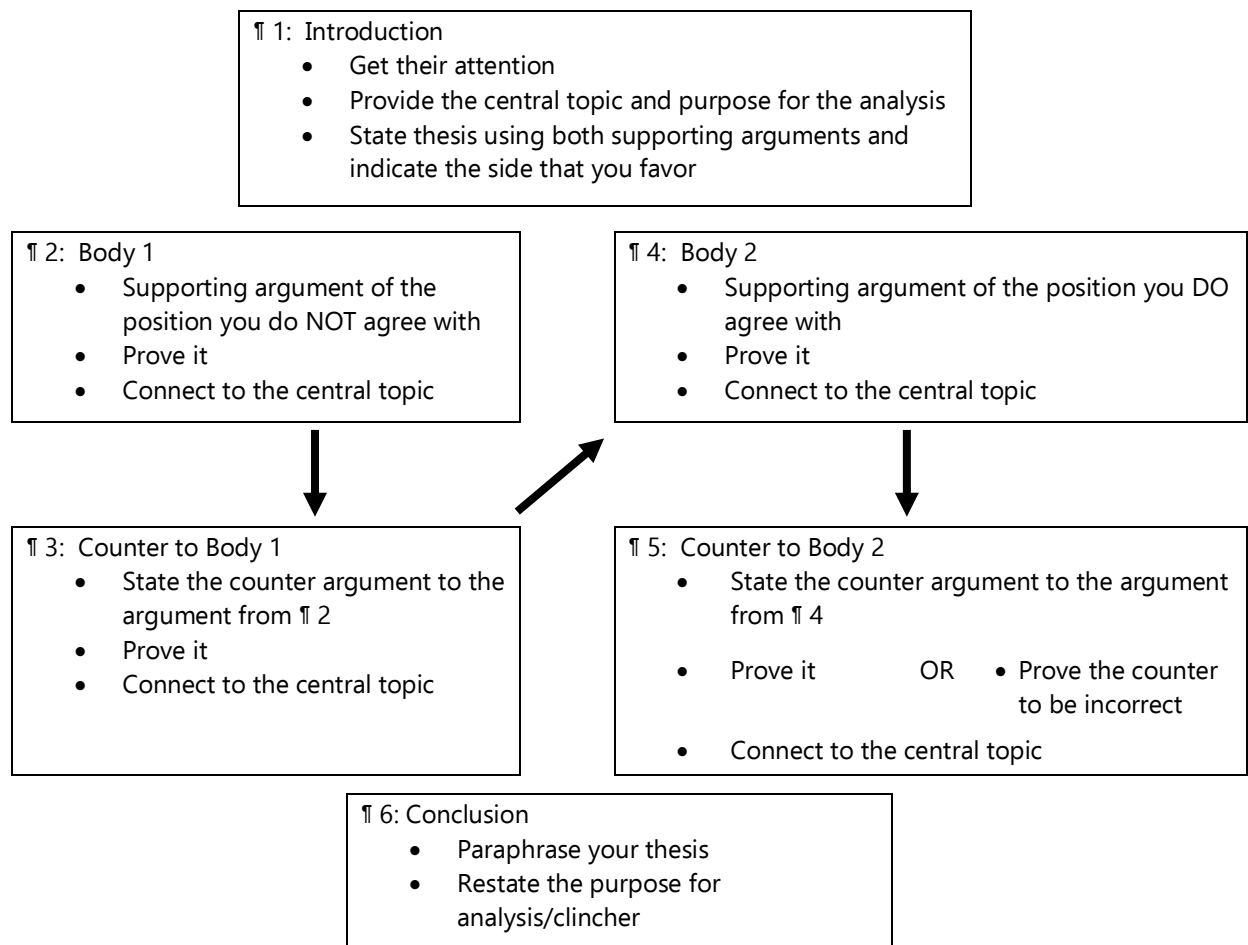 ¶ 1: Introduction
• Get their attention
• Provide the central topic and purpose for the analysis
• State thesis using both supporting arguments and
indicate the side that you favor
¶ 2: Body 1
• Supporting argument of the
position you do NOT agree with
• Prove it
• Connect to the central topic
¶ 3: Counter to Body 1
• State the counter argument to the
argument from ¶ 2
• Prove it
• Connect to the central topic
¶ 4: Body 2
• Supporting argument of the position you DO
agree with
• Prove it
• Connect to the central topic
¶ 5: Counter to Body 2
• State the counter argument to the argument
from ¶ 4
• Prove it OR • Prove the counter
to be incorrect
• Connect to the central topic
¶ 6: Conclusion
• Paraphrase your thesis
• Restate the purpose for
analysis/clincher